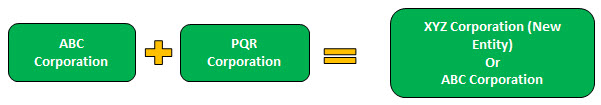 ABC
Corporation
+
PQR
Corporation
=
XYZ Corporation (New
Entity)
Or
ABC Corporation